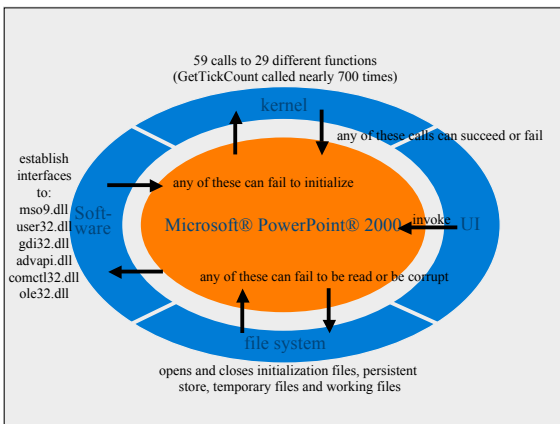 59 calls to 29 different functions
(GetTickCount called nearly 700 times)
kernel
any of these calls can succeed or fail
establish
interfaces
to:
mso9.dll
user32.dll
gdi32.dll
advapi.dll
comctl32.dll
ole32.dll
Soft-
ware
any of these can fail to initialize
Microsoft® PowerPoint® 2000
invoke
UI
any of these can fail to be read or be corrupt
file system
opens and closes initialization files, persistent
store, temporary files and working files